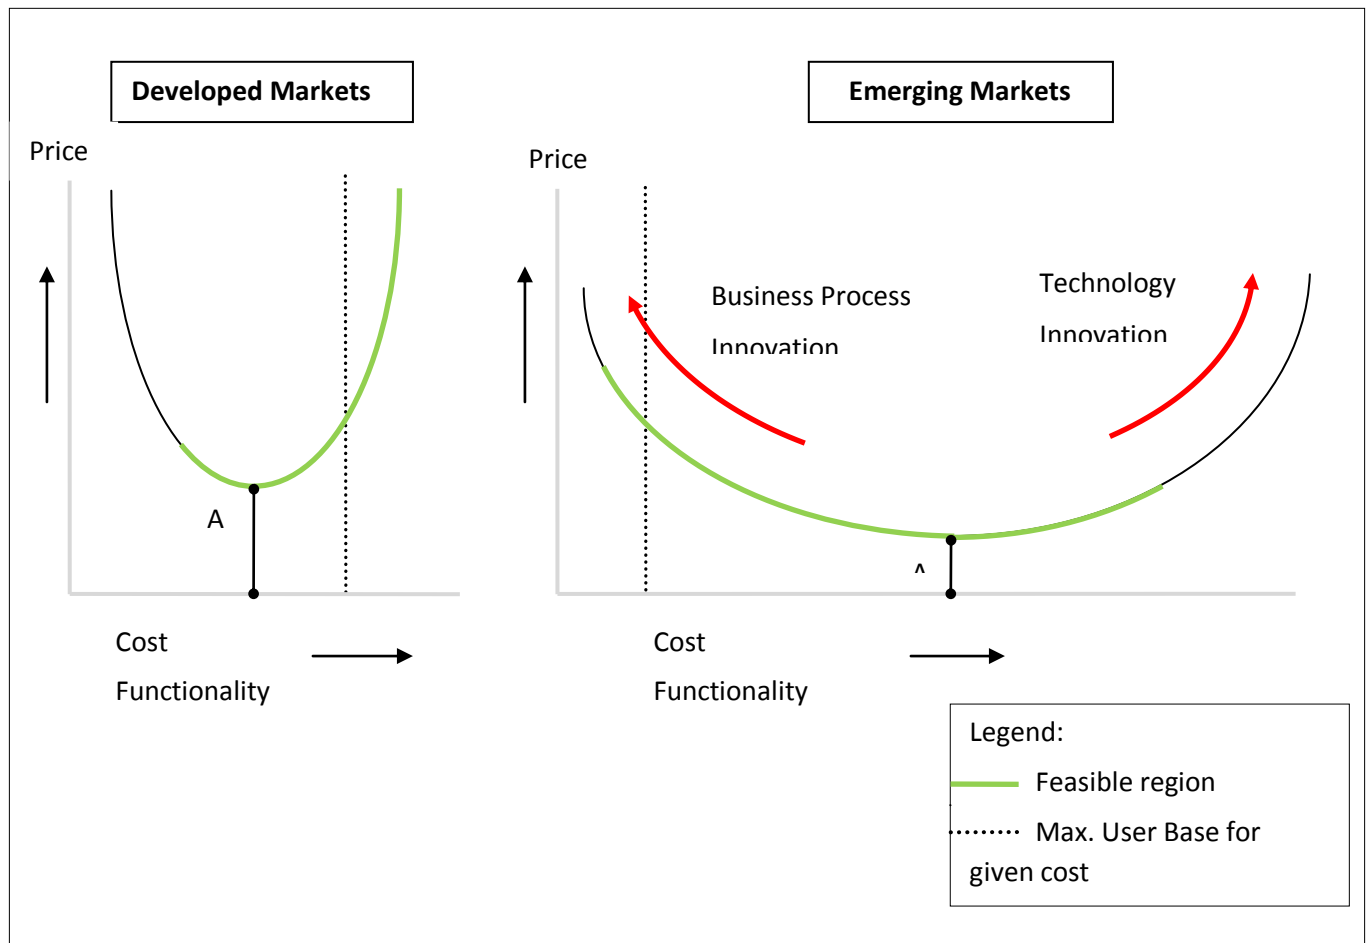 Developed Markets
Emerging Markets
Price
Price
Business Process
Innovation
Technology
Innovation
A
Cost
Functionality
Cost
Functionality
Legend:
Feasible region
Max. User Base for
given cost